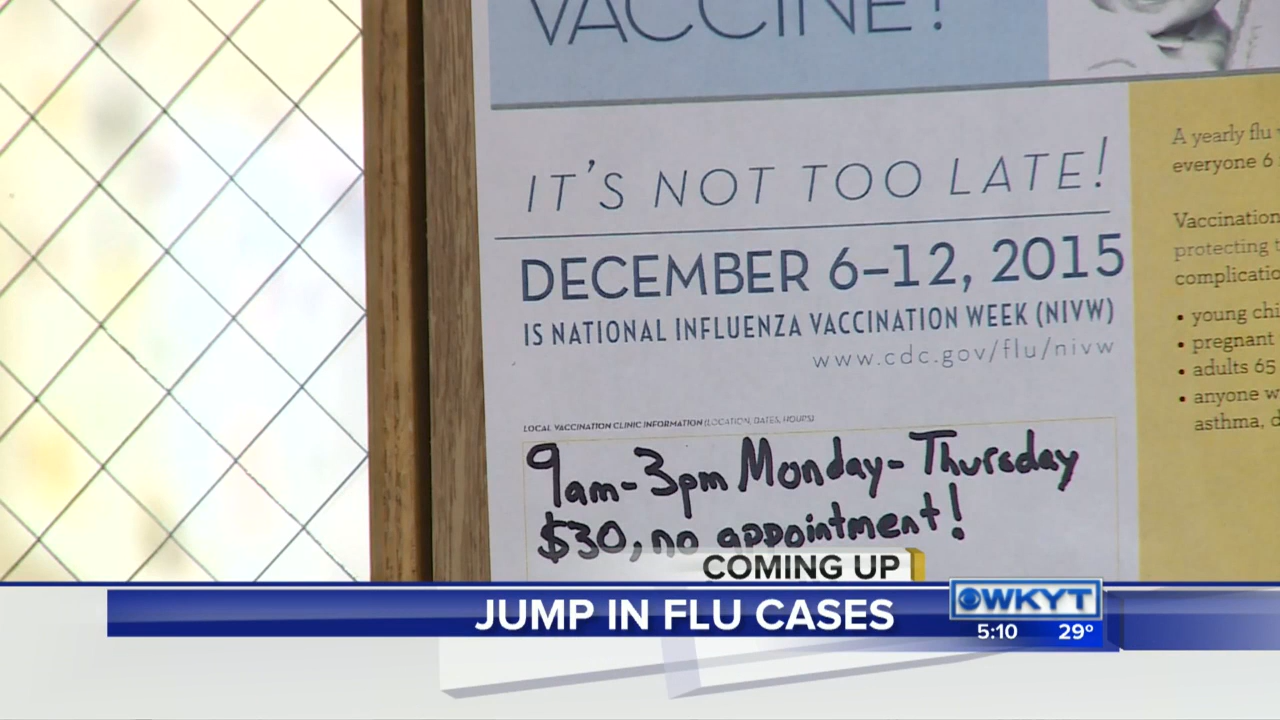 VACCINE!
IT'S NOT TOO LATE!
DECEMBER 6–12, 2015
IS NATIONAL INFLUENZA VACCINATION WEEK (NIVW)
www.cdc.gov/flu/nivw
LOCAL VACCINATION CLINIC INFORMATION (LOCATION, DATES, HOURS)
9am-3pm Monday-Thursday
$30, no appointment!
A yearly flu
everyone 6
Vaccination
protecting
young
pregnant
adults 65
anyone
asthma,
COMING UP
JUMP IN FLU CASES
WKYT
5:10 29°